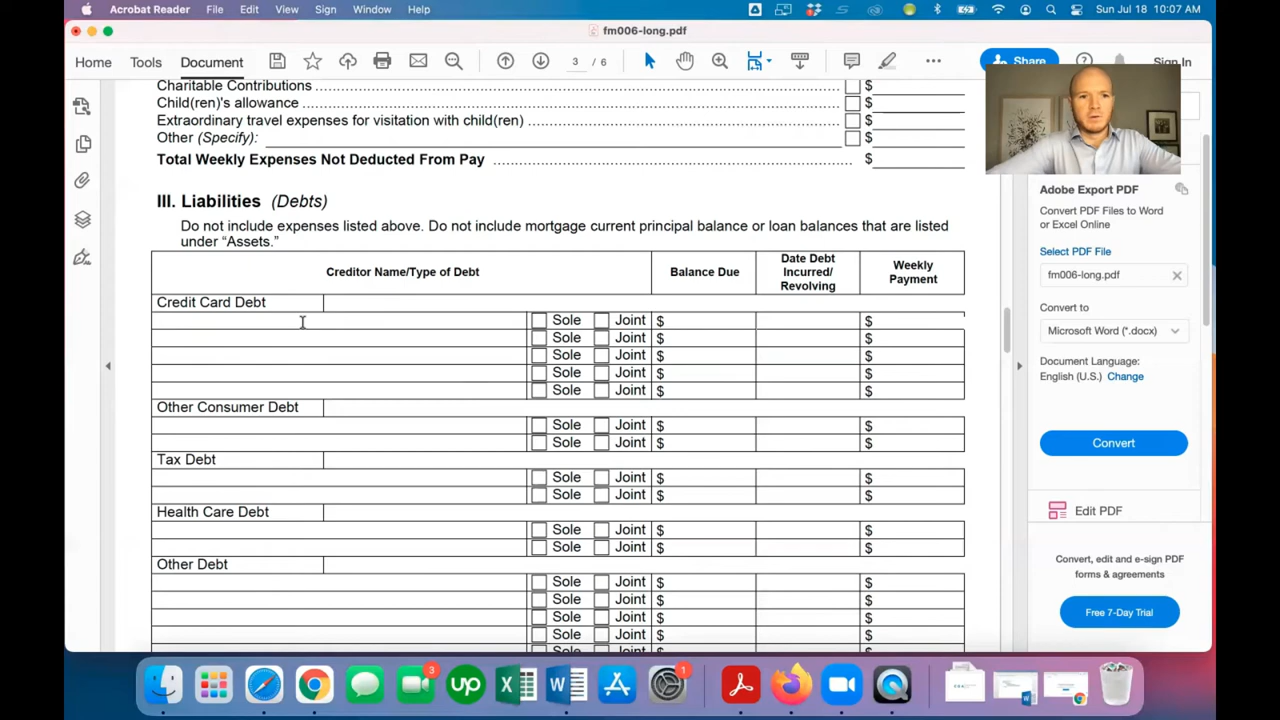 Acrobat Reader File Edit View Sign Window Help Sun Jul 18 10:07 AM
fm006-long.pdf
Home Tools Document 3 / 6 Share Sign In
Charitable Contributions $
Child(ren)'s allowance $
Extraordinary travel expenses for visitation with child(ren) $
Other (Specify): $
Total Weekly Expenses Not Deducted From Pay $
III. Liabilities (Debts)
Do not include expenses listed above. Do not include mortgage current principal balance or loan balances that are listed
under “Assets.”
Creditor Name/Type of Debt Balance Due Date Debt Incurred/ Revolving Weekly Payment
Credit Card Debt
Sole Joint $ $
Sole Joint $ $
Sole Joint $ $
Sole Joint $ $
Sole Joint $ $
Other Consumer Debt
Sole Joint $ $
Sole Joint $ $
Tax Debt
Sole Joint $ $
Sole Joint $ $
Health Care Debt
Sole Joint $ $
Sole Joint $ $
Other Debt
Sole Joint $ $
Sole Joint $ $
Sole Joint $ $
Sole Joint $ $
Adobe Export PDF
Convert PDF Files to Word
or Excel Online
Select PDF File
fm006-long.pdf
Convert to
Microsoft Word (*.docx)
Document Language:
English (U.S.) Change
Convert
Edit PDF
Convert, edit and e-sign PDF
forms & agreements
Free 7-Day Trial
3
up
1